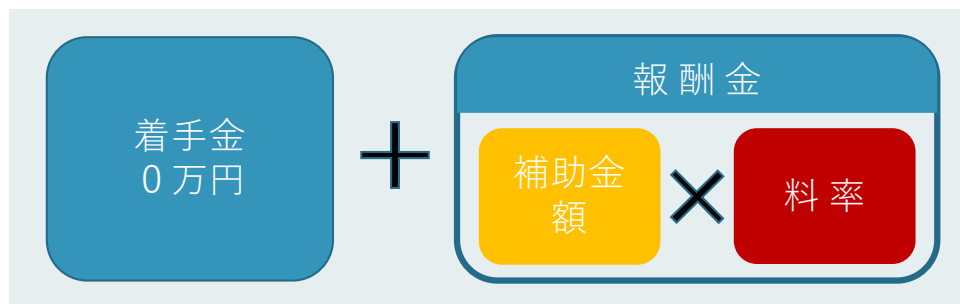 着手金
0万円
+
報酬金
補助金
額
×
料率